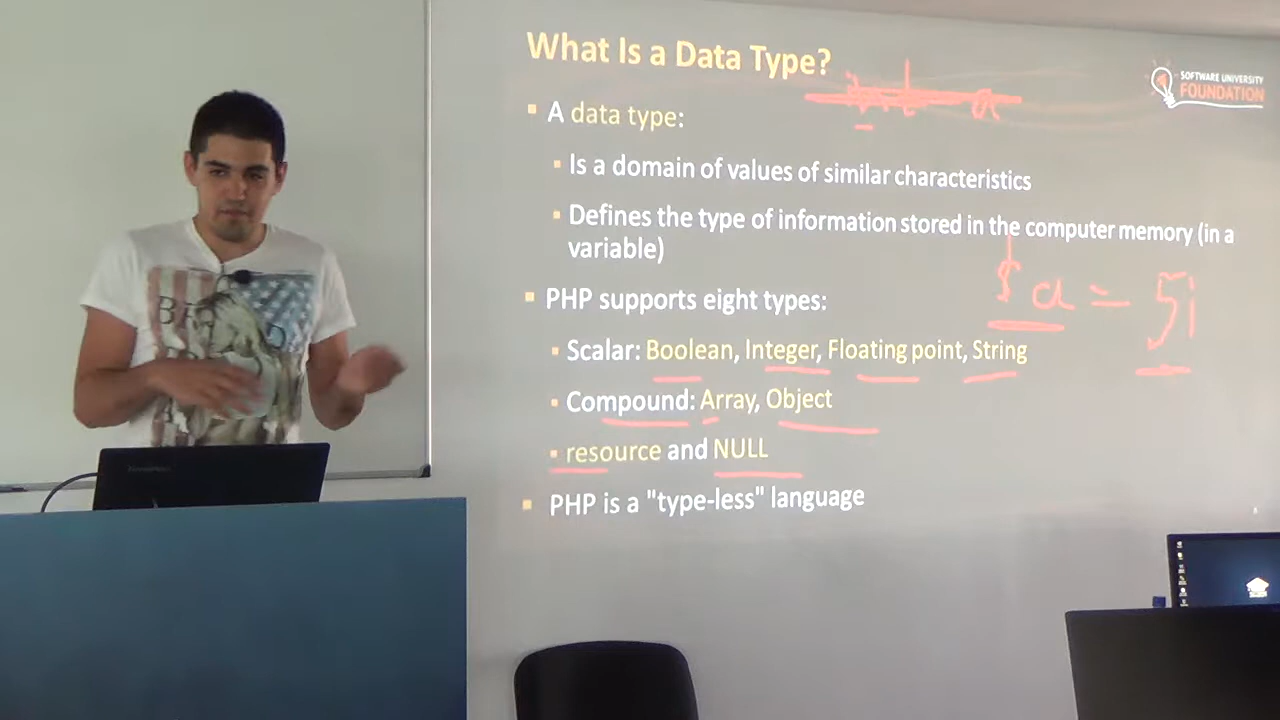 What Is a Data Type?
SOFTWARE UNIVERSITY
FOUNDATION
▪ A data type:
▪ Is a domain of values of similar characteristics
▪ Defines the type of information stored in the computer memory (in a
variable)
$a = 5;
▪ PHP supports eight types:
▪ Scalar: Boolean, Integer, Floating point, String
▪ Compound: Array, Object
▪ resource and NULL
▪ PHP is a "type-less" language